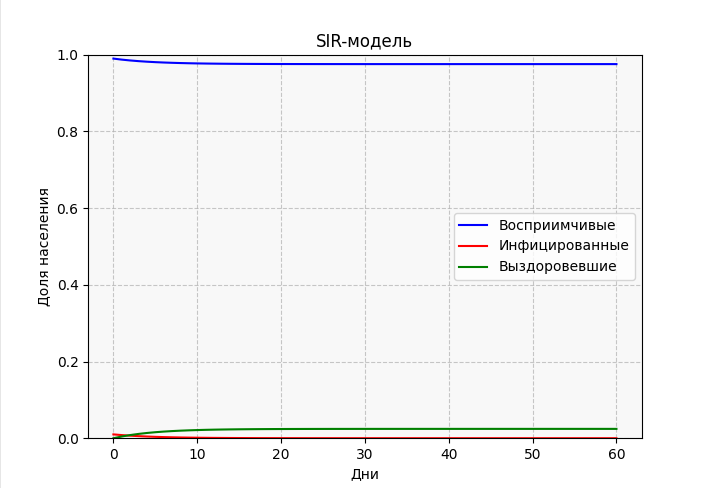 SIR-модель
1.0
0.8
0.6
0.4
0.2
0.0
Доля населения
Восприимчивые
Инфицированные
Выздоровевшие
0 10 20 30 40 50 60
Дни